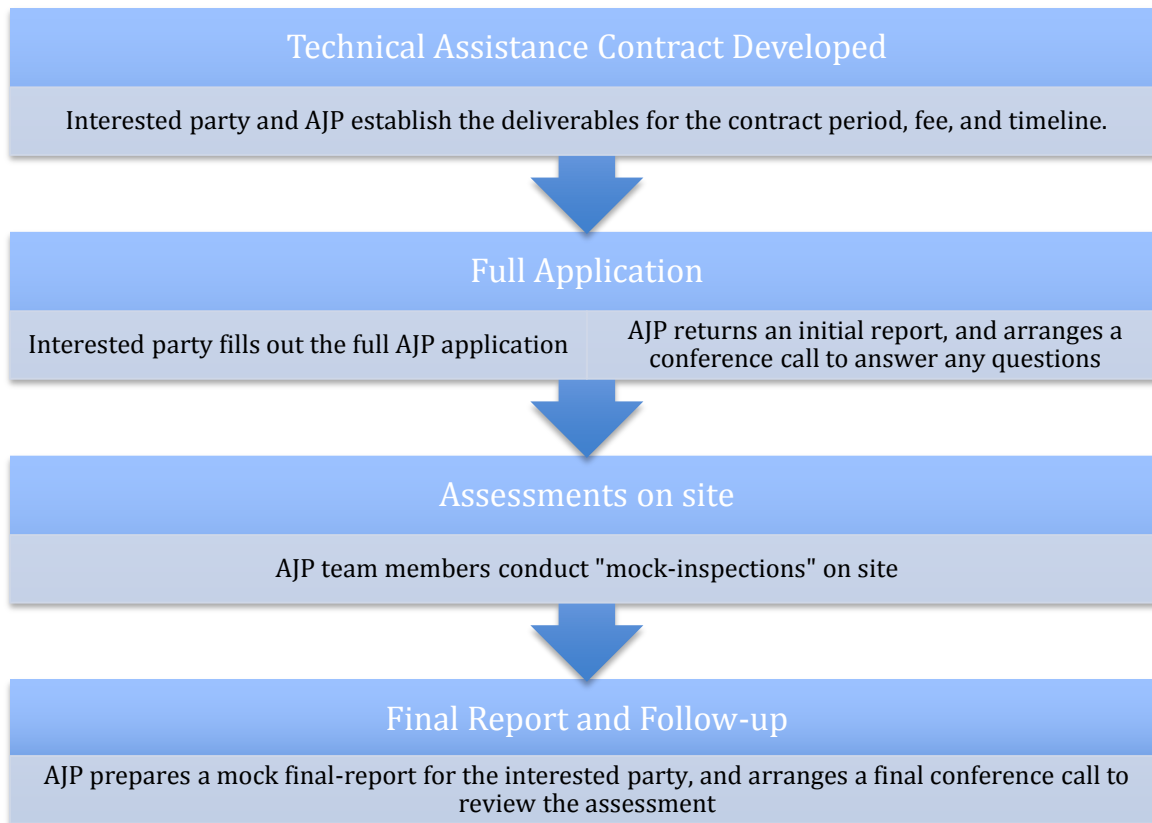 Technical Assistance Contract Developed
Interested party and AJP establish the deliverables for the contract period, fee, and timeline.
Full Application
Interested party fills out the full AJP application
AJP returns an initial report, and arranges a
conference call to answer any questions
Assessments on site
AJP team members conduct "mock-inspections" on site
Final Report and Follow-up
AJP prepares a mock final-report for the interested party, and arranges a final conference call to
review the assessment